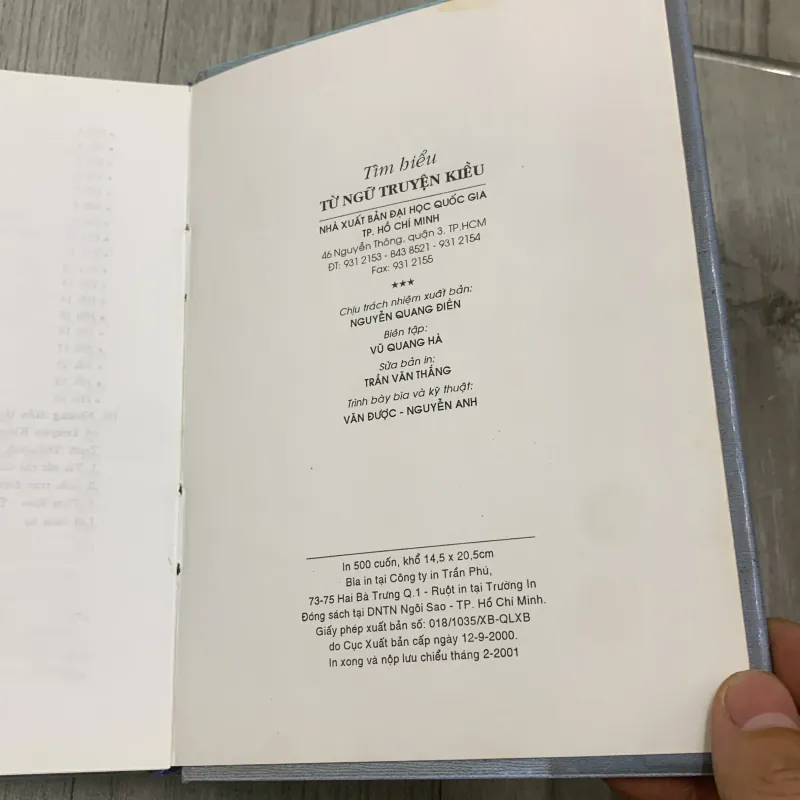 Tìm hiểu
TỪ NGỮ TRUYỆN KIỀU
NHÀ XUẤT BẢN ĐẠI HỌC QUỐC GIA
TP. HỒ CHÍ MINH
46 Nguyễn Thông, quận 3. TP.HCM
ĐT: 931 2153 - 843 8521 - 931 2154
Fax: 931 2155
★★★
Chịu trách nhiệm xuất bản:
NGUYỄN QUANG ĐIỂN
Biên tập:
VŨ QUANG HÀ
Sửa bản in:
TRẦN VĂN THẮNG
Trình bày bìa và kỹ thuật:
VĂN ĐƯỢC - NGUYỄN ANH
In 500 cuốn, khổ 14,5 x 20,5cm
Bìa in tại Công ty in Trần Phú,
73-75 Hai Bà Trưng Q.1 - Ruột in tại Trường In
Đóng sách tại DNTN Ngôi Sao - TP. Hồ Chí Minh.
Giấy phép xuất bản số: 018/1035/XB-QLXB
do Cục Xuất bản cấp ngày 12-9-2000.
In xong và nộp lưu chiểu tháng 2-2001